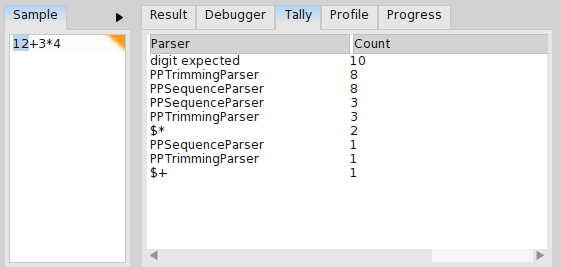 Sample
12+3*4
Result Debugger Tally Profile Progress
Parser Count
digit expected 10
PPTrimmingParser 8
PPSequenceParser 8
PPSequenceParser 3
PPTrimmingParser 3
$* 2
PPSequenceParser 1
PPTrimmingParser 1
$+ 1